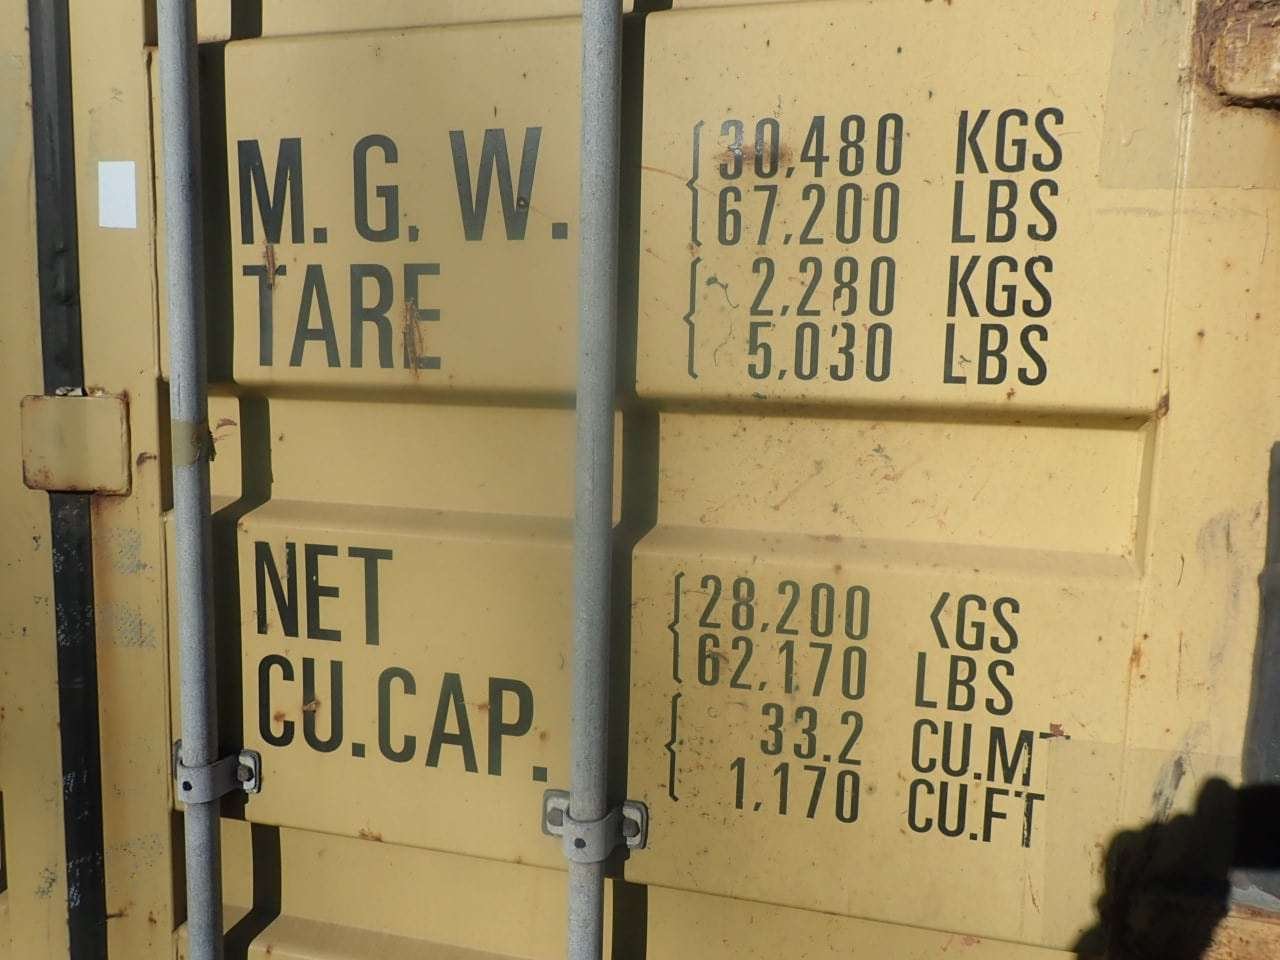 M. G. W. 30,480 KGS
67,200 LBS
TARE 2,280 KGS
5,030 LBS
NET 28,200 KGS
62,170 LBS
CU.CAP. 33.2 CU.MT
1,170 CU.FT